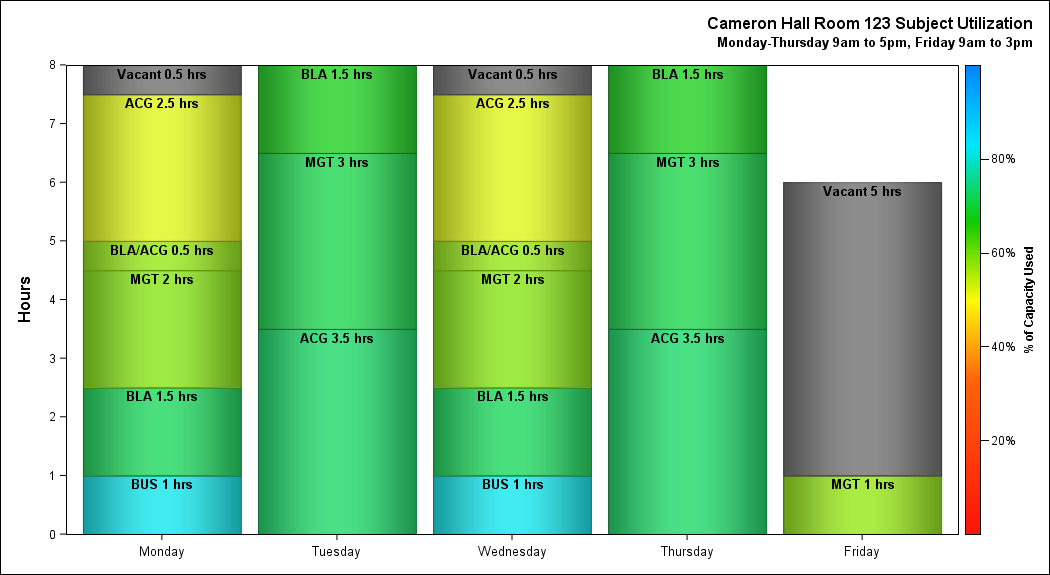 Cameron Hall Room 123 Subject Utilization
Monday-Thursday 9am to 5pm, Friday 9am to 3pm
Hours
8
7
6
5
4
3
2
1
0
Vacant 0.5 hrs
ACG 2.5 hrs
BLA/ACG 0.5 hrs
MGT 2 hrs
BLA 1.5 hrs
BUS 1 hrs
BLA 1.5 hrs
MGT 3 hrs
ACG 3.5 hrs
Vacant 0.5 hrs
ACG 2.5 hrs
BLA/ACG 0.5 hrs
MGT 2 hrs
BLA 1.5 hrs
BUS 1 hrs
BLA 1.5 hrs
MGT 3 hrs
ACG 3.5 hrs
Vacant 5 hrs
MGT 1 hrs
Monday
Tuesday
Wednesday
Thursday
Friday
80%
60%
40%
20%
% of Capacity Used